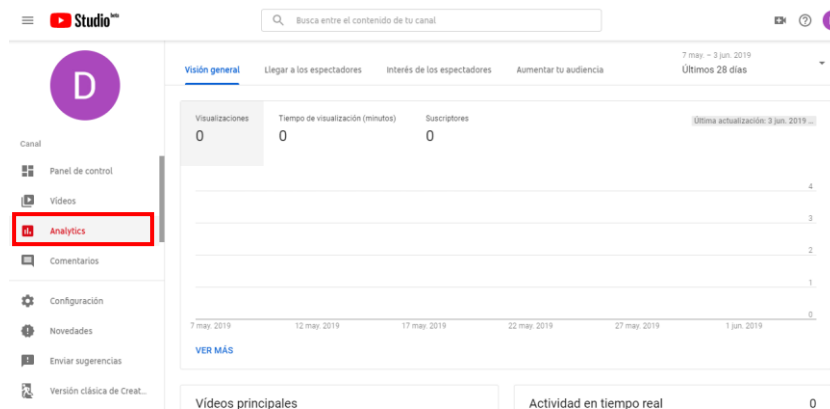 Studio beta
Busca entre el contenido de tu canal
D
Canal
Panel de control
Vídeos
Analytics
Comentarios
Configuración
Novedades
Enviar sugerencias
Versión clásica de Creat...
Visión general
Llegar a los espectadores
Interés de los espectadores
Aumentar tu audiencia
7 may. – 3 jun. 2019
Últimos 28 días
Visualizaciones
0
Tiempo de visualización (minutos)
0
Suscriptores
0
Última actualización: 3 jun. 2019 ...
4
3
2
1
0
7 may. 2019 12 may. 2019 17 may. 2019 22 may. 2019 27 may. 2019 1 jun. 2019
VER MÁS
Vídeos principales
Actividad en tiempo real 0